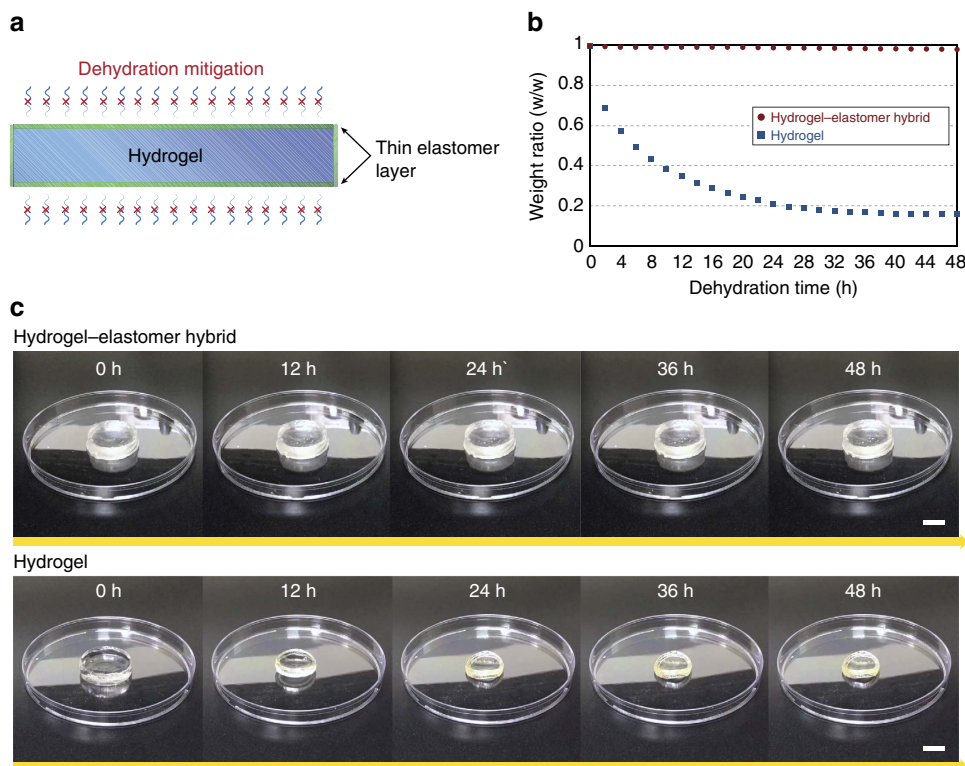 a
Dehydration mitigation
Hydrogel
Thin elastomer
layer
b
Weight ratio (w/w)
1
0.8
0.6
0.4
0.2
0
0 4 8 12 16 20 24 28 32 36 40 44 48
Dehydration time (h)
Hydrogel–elastomer hybrid
Hydrogel
c
Hydrogel–elastomer hybrid
0 h 12 h 24 h` 36 h 48 h
Hydrogel
0 h 12 h 24 h 36 h 48 h